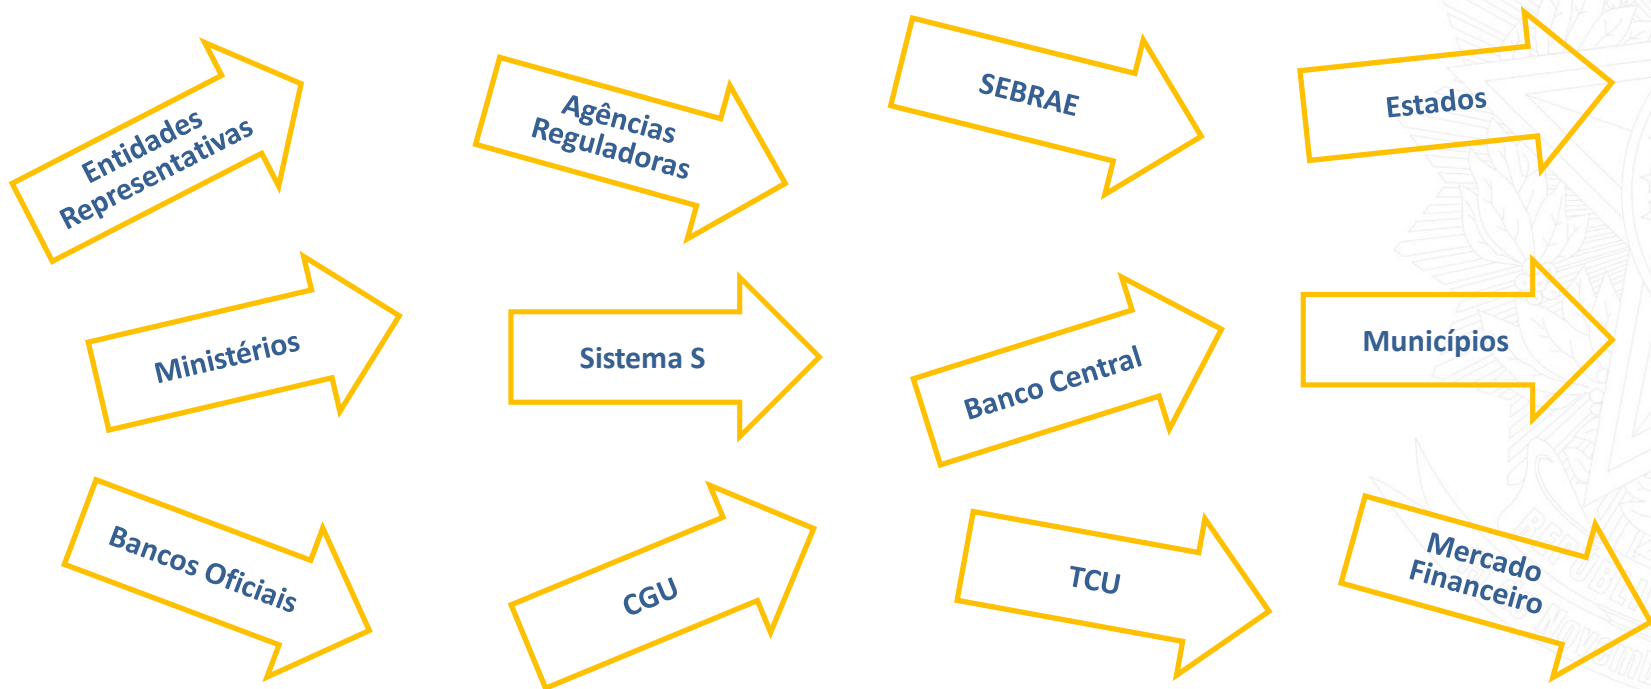 Entidades
Representativas
Agências
Reguladoras
SEBRAE
Estados
Ministérios
Sistema S
Banco Central
Municípios
Bancos Oficiais
CGU
TCU
Mercado
Financeiro